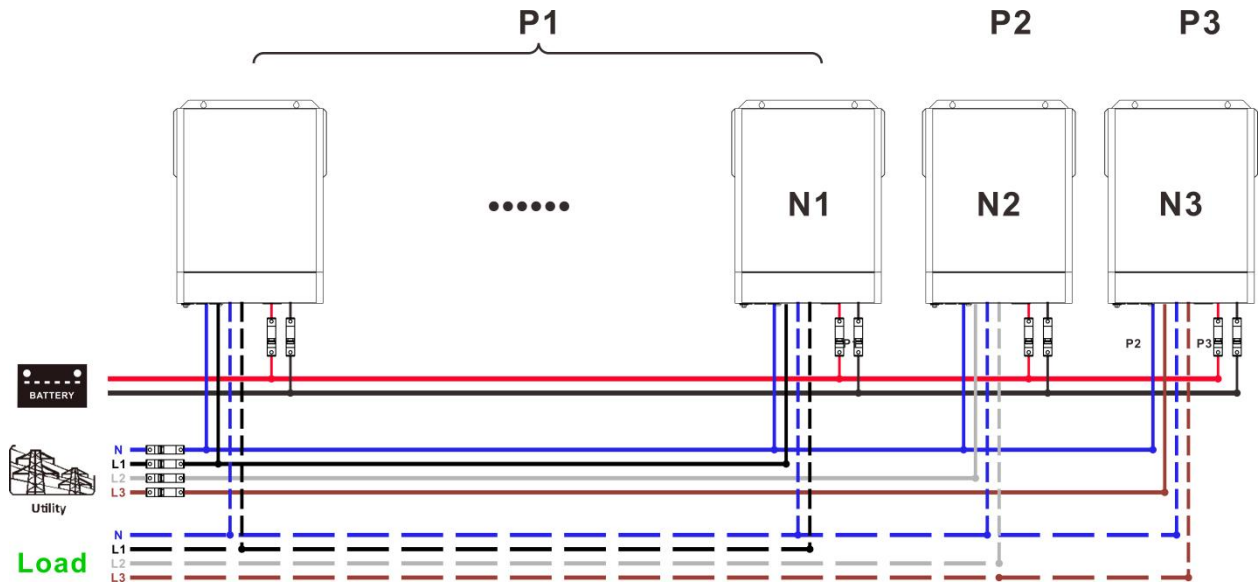 P1 P2 P3
N1 N2 N3
P2 P3
BATTERY
N
L1
L2
L3
Utility
N
L1
L2
L3
Load